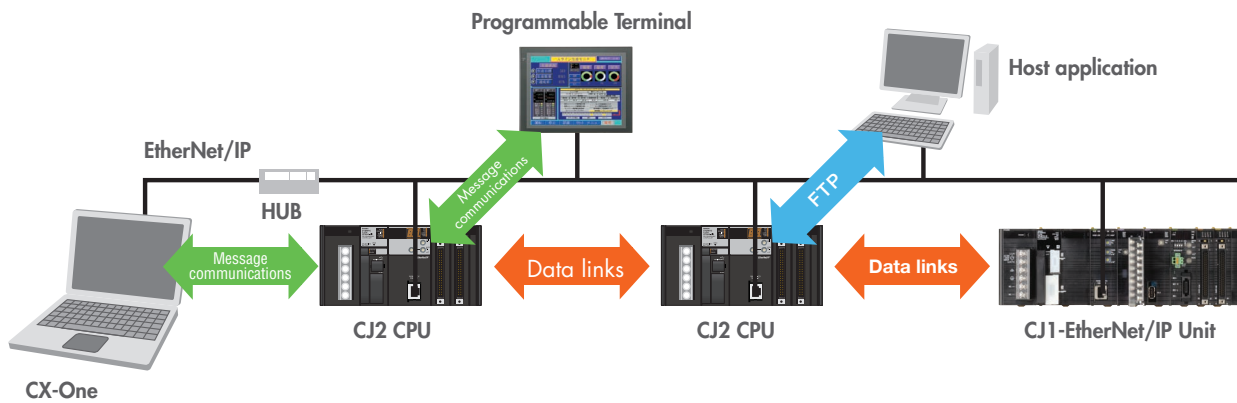 Programmable Terminal
Host application
EtherNet/IP
HUB
Message
communications
FTP
Message
communications
Data links
Data links
CJ2 CPU
CJ2 CPU
CJ1-EtherNet/IP Unit
CX-One